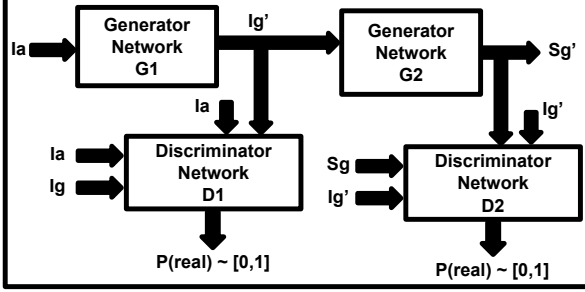 Generator
Network
G1
Ia
Ig’
Generator
Network
G2
Sg’
Ia
Ig’
Ia
Ig
Discriminator
Network
D1
Sg
Ig’
Discriminator
Network
D2
P(real) ~ [0,1]
P(real) ~ [0,1]